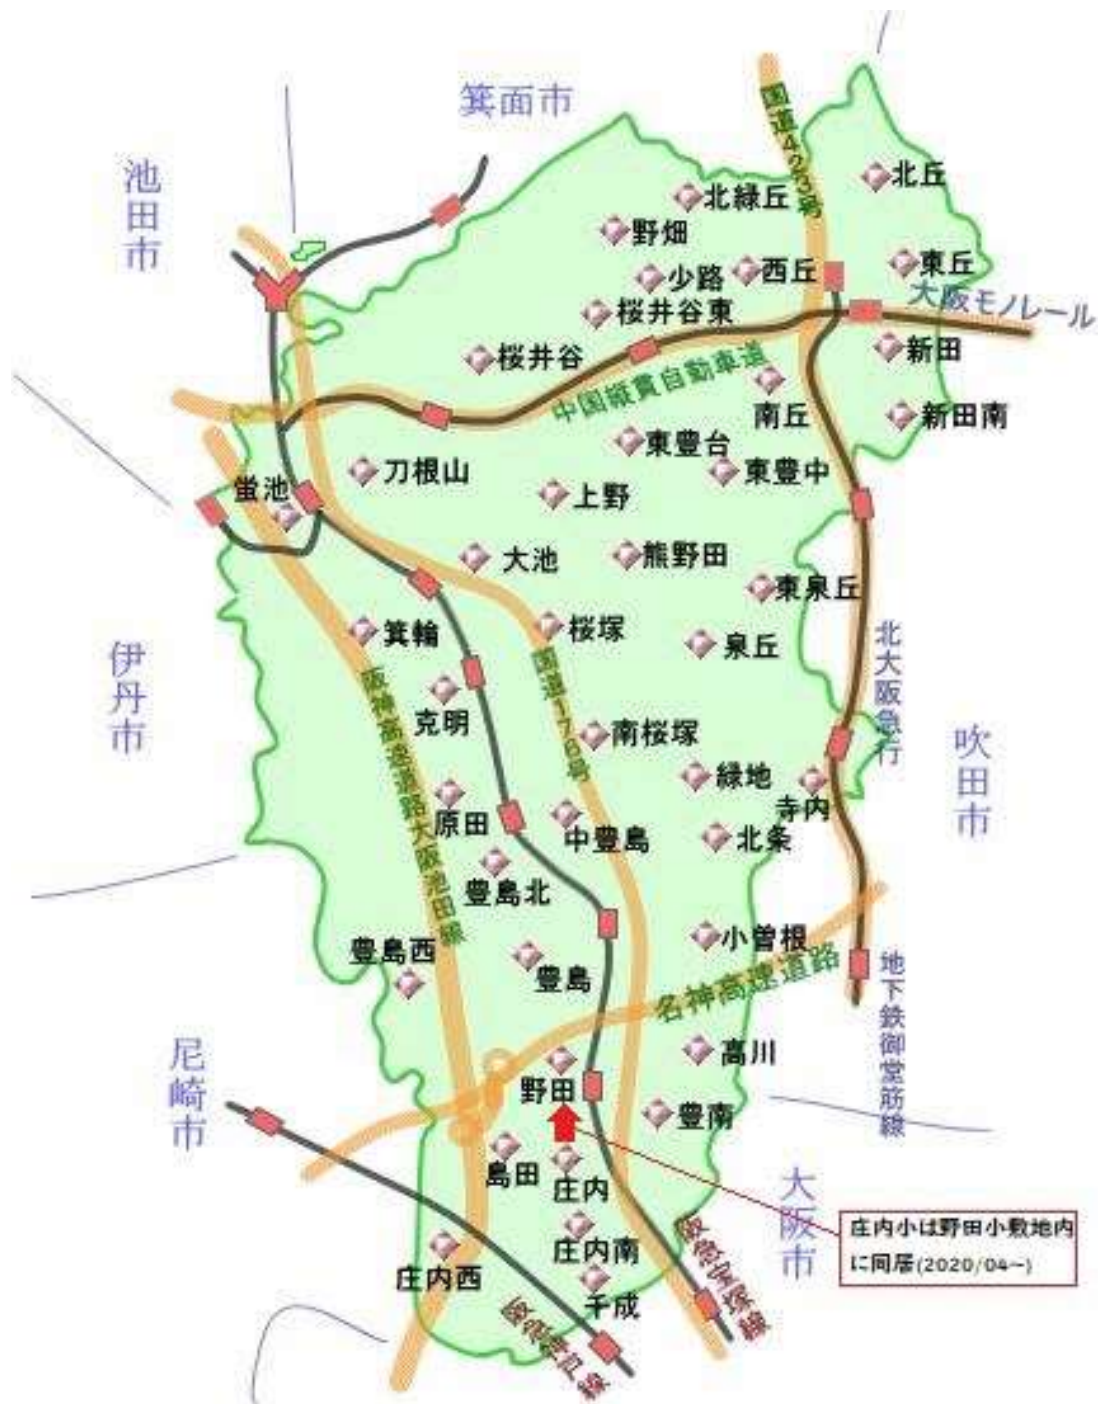 箕面市
池田市
国道423号
北丘
北緑丘
野畑
東丘
西丘
少路
大阪モノレール
桜井谷東
新田
桜井谷
中国縦貫自動車道
南丘
新田南
東豊台
東豊中
刀根山
蛍池
上野
大池
熊野田
東泉丘
箕輪
桜塚
泉丘
伊丹市
北大阪急行
国道176号
阪神高速道路大阪池田線
克明
南桜塚
吹田市
緑地
寺内
原田
中豊島
北条
豊島北
小曽根
豊島西
豊島
名神高速道路
地下鉄御堂筋線
尼崎市
高川
野田
豊南
島田
庄内
大阪市
庄内小は野田小敷地内
に同居(2020/04~)
庄内南
阪急宝塚線
庄内西
千成
阪急神戸線